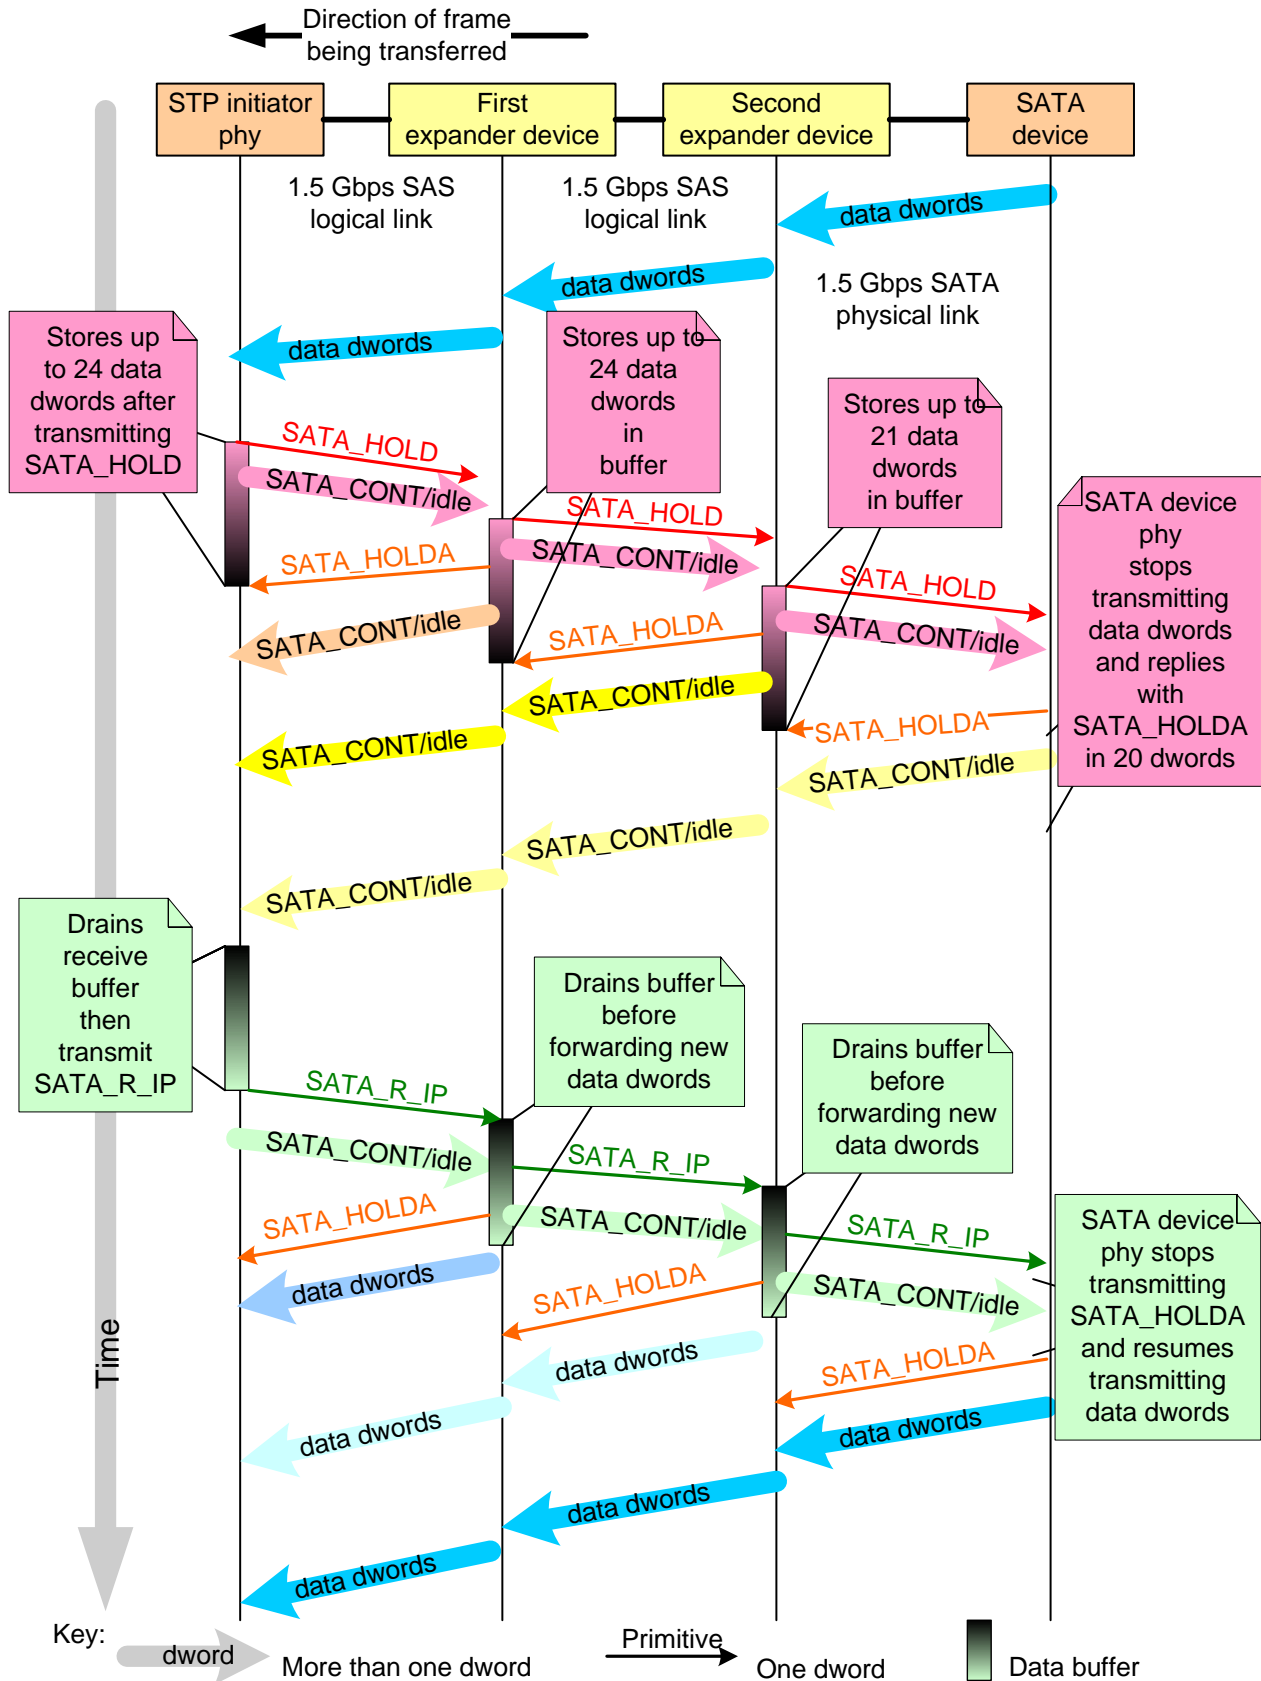 Direction of frame
being transferred
STP initiator
phy
First
expander device
Second
expander device
SATA
device
1.5 Gbps SAS
logical link
1.5 Gbps SAS
logical link
data dwords
data dwords
1.5 Gbps SATA
physical link
data dwords
Stores up
to 24 data
dwords after
transmitting
SATA_HOLD
Stores up to
24 data
dwords
in
buffer
Stores up to
21 data
dwords
in buffer
SATA_HOLD
SATA_CONT/idle
SATA_HOLD
SATA_CONT/idle
SATA_HOLDA
SATA_HOLD
SATA_CONT/idle
SATA_CONT/idle
SATA_HOLDA
SATA device
phy
stops
transmitting
data dwords
and replies
with
SATA_HOLDA
in 20 dwords
SATA_CONT/idle
SATA_HOLDA
SATA_CONT/idle
SATA_CONT/idle
SATA_CONT/idle
SATA_CONT/idle
Drains
receive
buffer
then
transmit
SATA_R_IP
Drains buffer
before
forwarding new
data dwords
Drains buffer
before
forwarding new
data dwords
SATA_R_IP
SATA_CONT/idle
SATA_R_IP
SATA_HOLDA
SATA_CONT/idle
SATA_R_IP
data dwords
SATA_HOLDA
SATA_CONT/idle
SATA device
phy stops
transmitting
SATA_HOLDA
and resumes
transmitting
data dwords
data dwords
SATA_HOLDA
data dwords
data dwords
data dwords
data dwords
Time
Key:
dword
More than one dword
Primitive
One dword
Data buffer